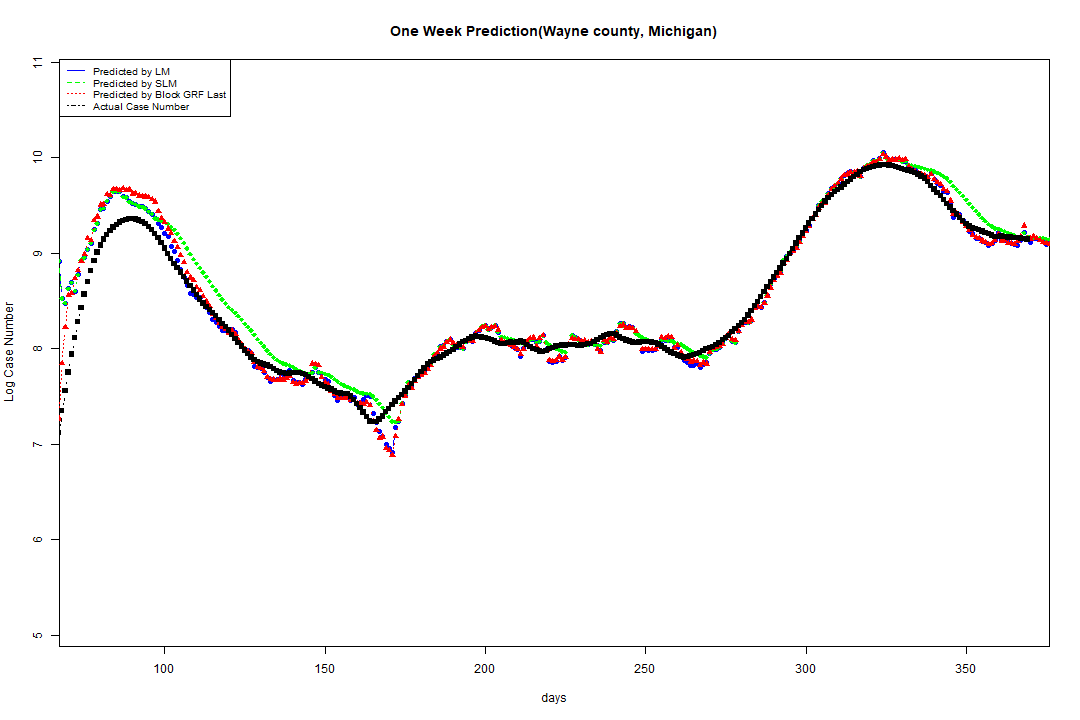 One Week Prediction(Wayne county, Michigan)
Predicted by LM
Predicted by SLM
Predicted by Block GRF Last
Actual Case Number
Log Case Number
11
10
9
8
7
6
5
100 150 200 250 300 350
days